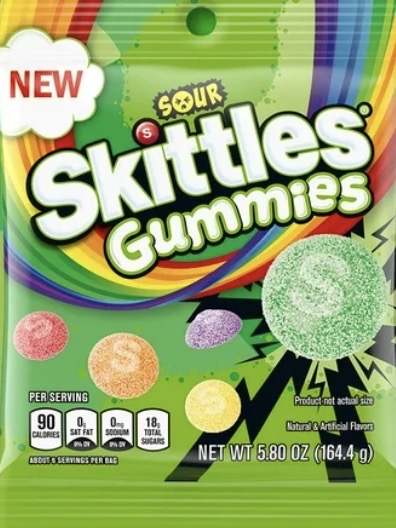 NEW
SOUR
S
Skittles®
Gummies
S
S
S
S
PER SERVING
90 CALORIES
0g SAT FAT 0% DV
0mg SODIUM 0% DV
18g TOTAL SUGARS
ABOUT 6 SERVINGS PER BAG
Product not actual size
Natural & Artificial Flavors
NET WT 5.80 OZ (164.4 g)